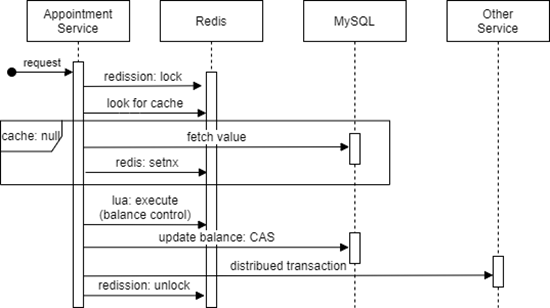 Appointment
Service
Redis
MySQL
Other
Service
request
redission: lock
look for cache
cache: null
fetch value
redis: setnx
lua: execute
(balance control)
update balance: CAS
distribued transaction
redission: unlock